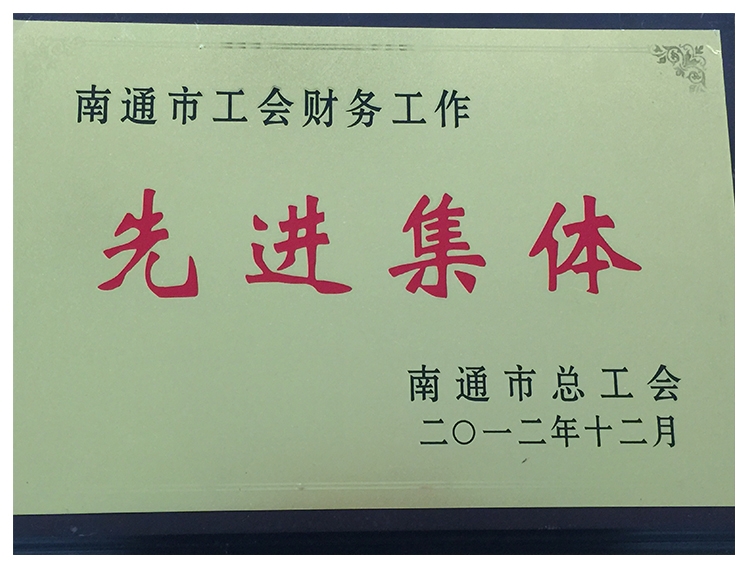 南通市工会财务工作
先进集体
南通市总工会
二〇一二年十二月